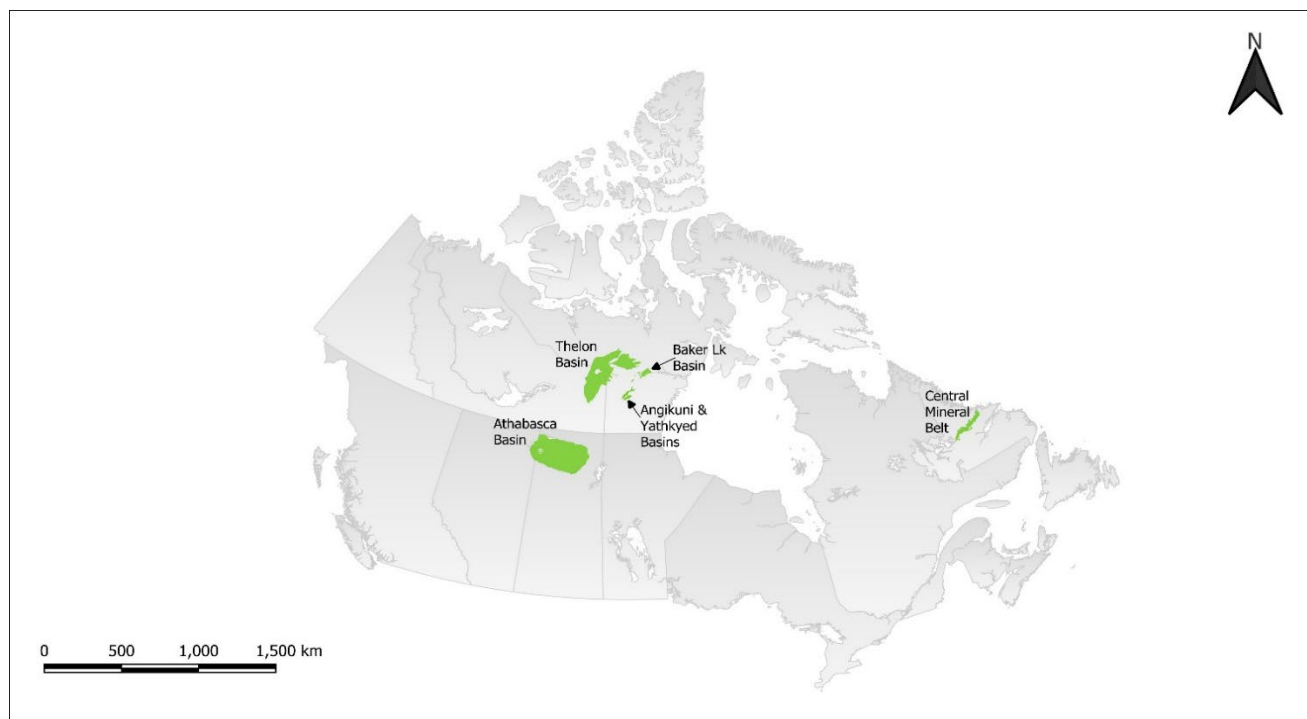 N
Thelon
Basin
Baker Lk
Basin
Angikuni &
Yathkyed
Basins
Central
Mineral
Belt
Athabasca
Basin
0 500 1,000 1,500 km